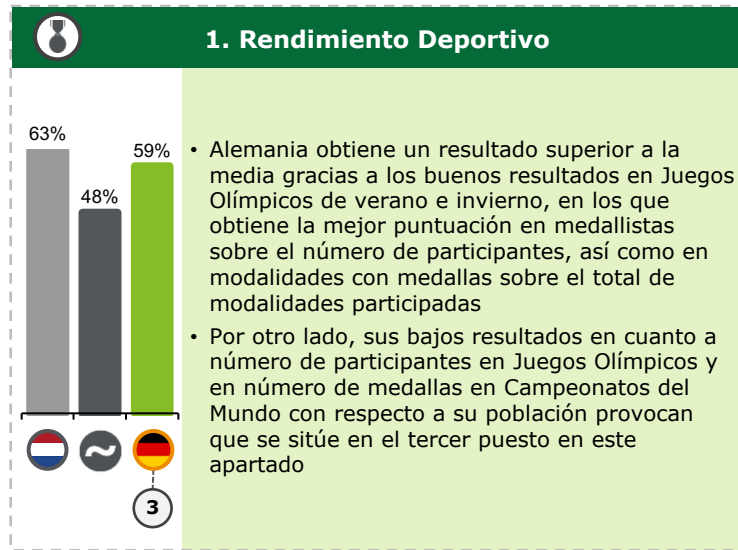 1. Rendimiento Deportivo
63%
48%
59%
• Alemania obtiene un resultado superior a la
media gracias a los buenos resultados en Juegos
Olímpicos de verano e invierno, en los que
obtiene la mejor puntuación en medallistas
sobre el número de participantes, así como en
modalidades con medallas sobre el total de
modalidades participadas
• Por otro lado, sus bajos resultados en cuanto a
número de participantes en Juegos Olímpicos y
en número de medallas en Campeonatos del
Mundo con respecto a su población provocan
que se sitúe en el tercer puesto en este
apartado
~
3